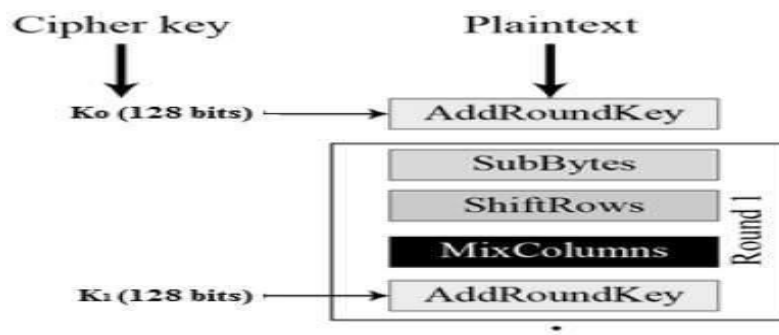 Cipher key Plaintext
K₀ (128 bits) AddRoundKey
SubBytes
ShiftRows
MixColumns
Round 1
K₁ (128 bits) AddRoundKey